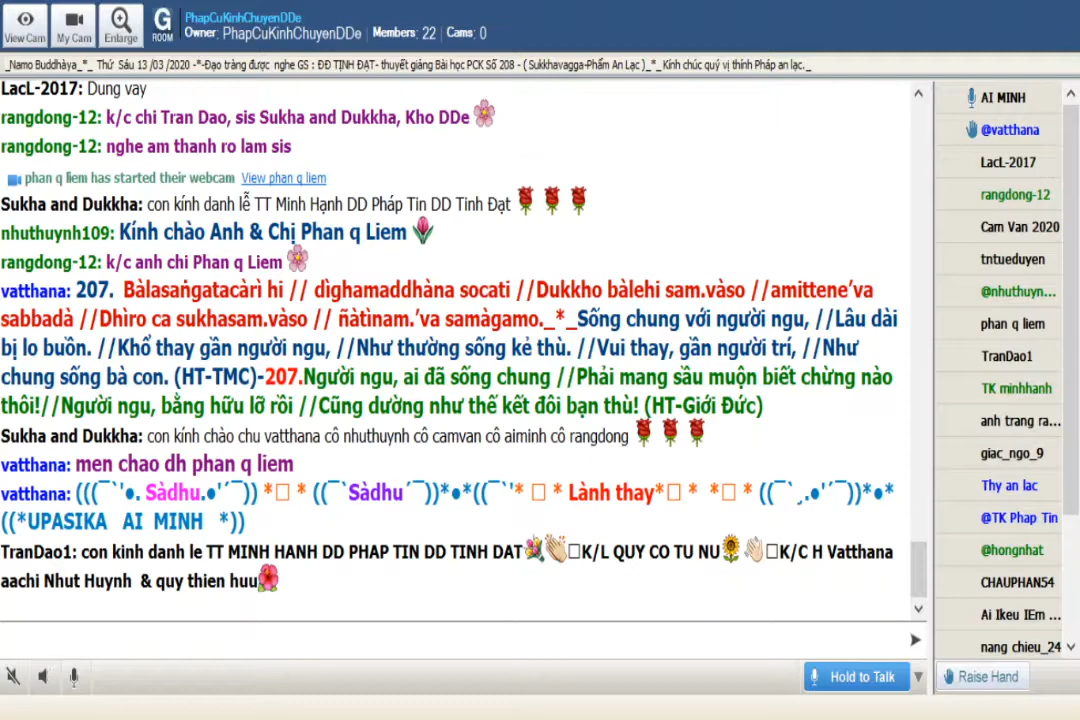 PhapCuKinhChuyenDDe
Owner: PhapCuKinhChuyenDDe Members: 22 Cams: 0
View Cam My Cam Enlarge G ROOM
_Namo Buddhàya_*_ Thứ Sáu 13 /03 /2020 -*-Đạo tràng được nghe GS : ĐĐ TỊNH ĐẠT- thuyết giảng Bài học PCK Số 208 - ( Sukkhavagga-Phẩm An Lạc )_*_ Kính chúc quý vị thính Pháp an lạc._
LacL-2017: Dung vay
rangdong-12: k/c chi Tran Dao, sis Sukha and Dukkha, Kho DDe
rangdong-12: nghe am thanh ro lam sis
phan q liem has started their webcam View phan q liem
Sukha and Dukkha: con kính danh lễ TT Minh Hạnh DD Pháp Tin DD Tinh Đạt
nhuthuynh109: Kính chào Anh & Chị Phan q Liem
rangdong-12: k/c anh chi Phan q Liem
vatthana: 207. Bàlasaṅgatacàrì hi // dìghamaddhàna socati //Dukkho bàlehi sam.vàso //amittene’va
sabbadà //Dhìro ca sukhasam.vàso // ñàtìnam.’va samàgamo._*_Sống chung với người ngu, //Lâu dài
bị lo buồn. //Khổ thay gần người ngu, //Như thường sống kẻ thù. //Vui thay, gần người trí, //Như
chung sống bà con. (HT-TMC)-207.Người ngu, ai đã sống chung //Phải mang sầu muộn biết chừng nào
thôi!//Người ngu, bằng hữu lỡ rồi //Cũng dường như thế kết đôi bạn thù! (HT-Giới Đức)
Sukha and Dukkha: con kính chào chu vatthana cô nhuthuynh cô camvan cô aiminh cô rangdong
vatthana: men chao dh phan q liem
vatthana: (((¯`'•. Sàdhu.•'´¯)) *□ * ((¯`Sàdhu´¯))*•*((¯`'* □ * Lành thay*□ * *□ * ((¯`¸.•'´¯))*•*
((*UPASIKA AI MINH *))
TranDao1: con kinh danh le TT MINH HANH DD PHAP TIN DD TINH DAT□K/L QUY CO TU NU□K/C H Vatthana
aachi Nhut Huynh & quy thien huu
Hold to Talk
AI MINH
@vatthana
LacL-2017
rangdong-12
Cam Van 2020
tntueduyen
@nhuthuyn...
phan q liem
TranDao1
TK minhhanh
anh trang ra...
giac_ngo_9
Thy an lac
@TK Phap Tin
@hongnhat
CHAUPHAN54
Ai lkeu IEm ...
nang chieu_24
Raise Hand